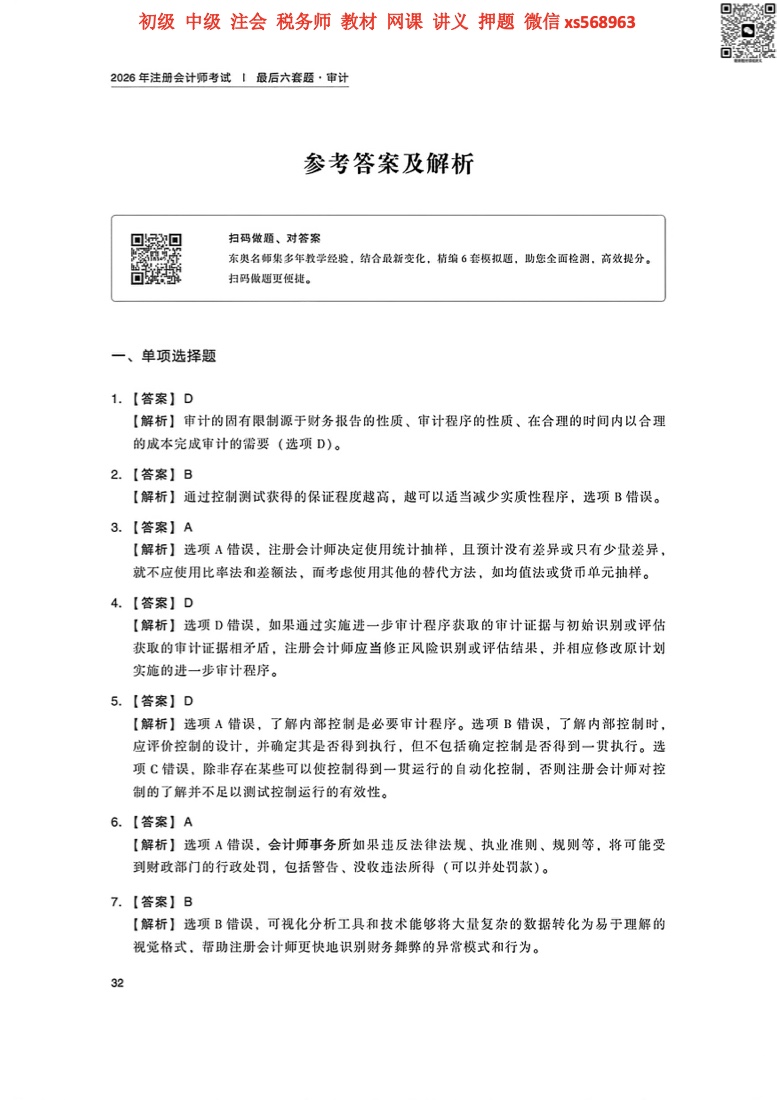 初级 中级 注会 税务师 教材 网课 讲义 押题 微信 xs568963
2026 年注册会计师考试 | 最后六套题·审计
参考答案及解析
扫码做题、对答案
东奥名师集多年教学经验，结合最新变化，精编 6 套模拟题，助您全面检测，高效提分。
扫码做题更便捷。
一、单项选择题
1. 【答案】D
【解析】审计的固有限制源于财务报告的性质、审计程序的性质、在合理的时间内以合理
的成本完成审计的需要（选项 D）。
2. 【答案】B
【解析】通过控制测试获得的保证程度越高，越可以适当减少实质性程序，选项 B 错误。
3. 【答案】A
【解析】选项 A 错误，注册会计师决定使用统计抽样，且预计没有差异或只有少量差异，
就不应使用比率法和差额法，而考虑使用其他的替代方法，如均值法或货币单元抽样。
4. 【答案】D
【解析】选项 D 错误，如果通过实施进一步审计程序获取的审计证据与初始识别或评估
获取的审计证据相矛盾，注册会计师应当修正风险识别或评估结果，并相应修改原计划
实施的进一步审计程序。
5. 【答案】D
【解析】选项 A 错误，了解内部控制是必要审计程序。选项 B 错误，了解内部控制时，
应评价控制的设计，并确定其是否得到执行，但不包括确定控制是否得到一贯执行。选
项 C 错误，除非存在某些可以使控制得到一贯运行的自动化控制，否则注册会计师对控
制的了解并不足以测试控制运行的有效性。
6. 【答案】A
【解析】选项 A 错误，会计师事务所如果违反法律法规、执业准则、规则等，将可能受
到财政部门的行政处罚，包括警告、没收违法所得（可以并处罚款）。
7. 【答案】B
【解析】选项 B 错误，可视化分析工具和技术能够将大量复杂的数据转化为易于理解的
视觉格式，帮助注册会计师更快地识别财务舞弊的异常模式和行为。
32